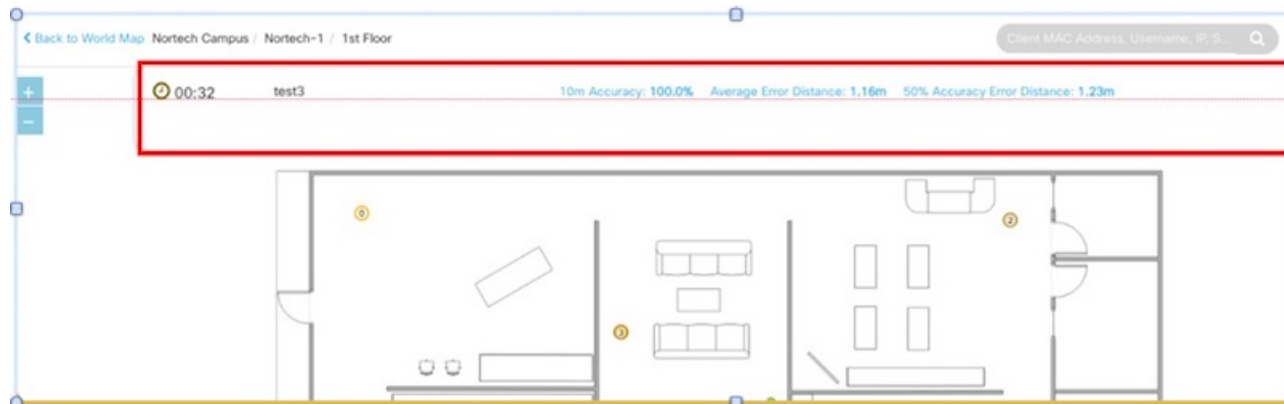 Back to World Map Nortech Campus / Nortech-1 / 1st Floor
Client MAC Address, Username, IP, S...
+
00:32 test3 10m Accuracy: 100.0% Average Error Distance: 1.16m 50% Accuracy Error Distance: 1.23m
−
0
2
3